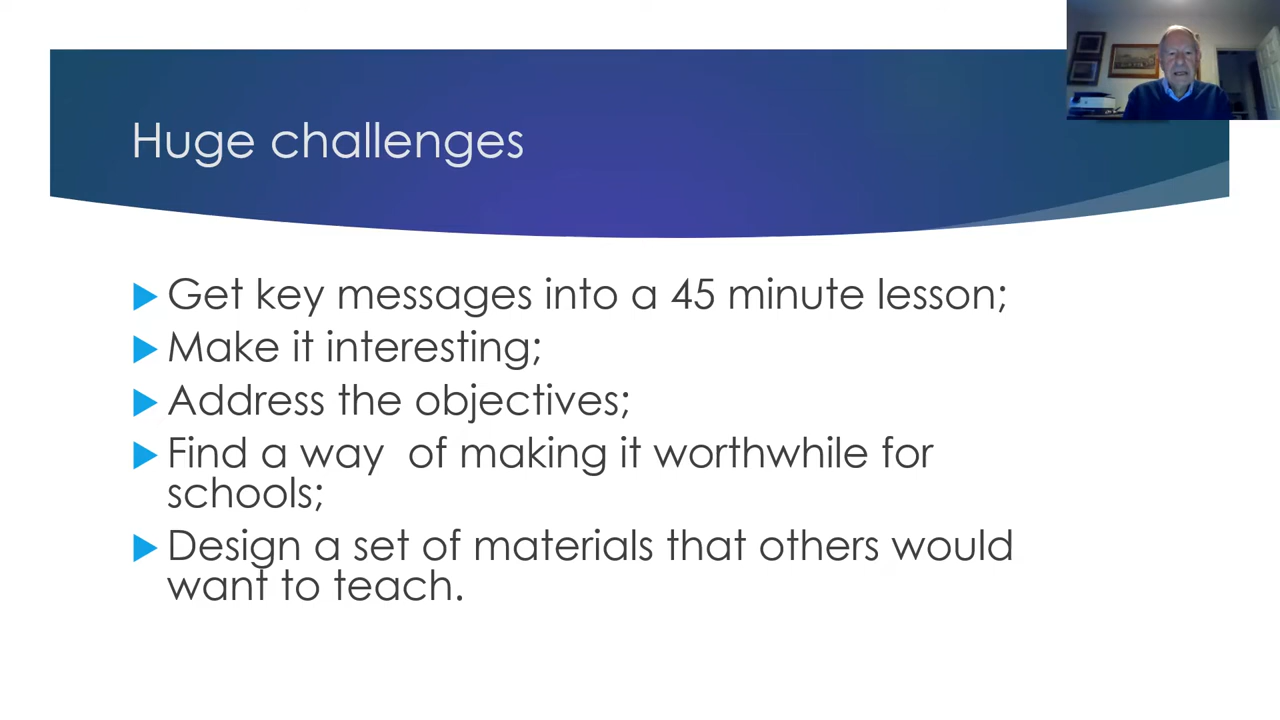 Huge challenges
Get key messages into a 45 minute lesson;
Make it interesting;
Address the objectives;
Find a way  of making it worthwhile for
schools;
Design a set of materials that others would
want to teach.